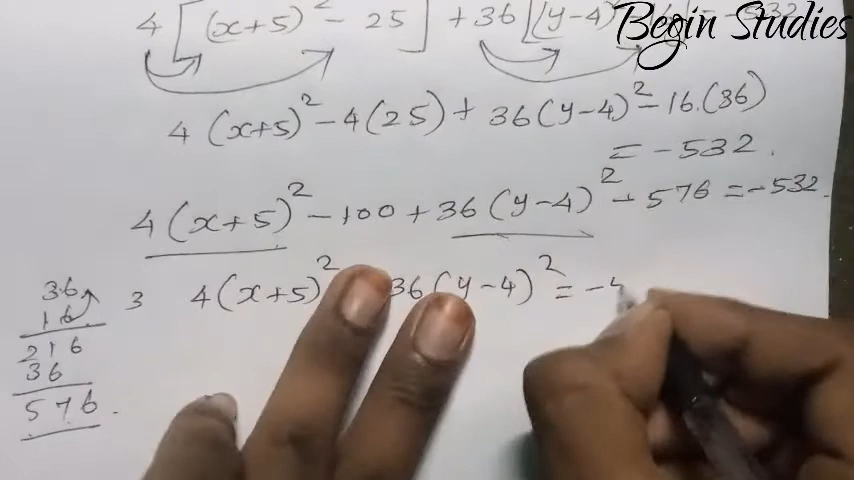 4[(x+5)² - 25] + 36[(y-4)² 532
Begin Studies
4(x+5)² - 4(25) + 36(y-4)² - 16.(36)
= -532.
4(x+5)² - 100 + 36(y-4)² - 576 = -532.
3 4(x+5)² 36(y-4)² = -
36
16
216
36
576.